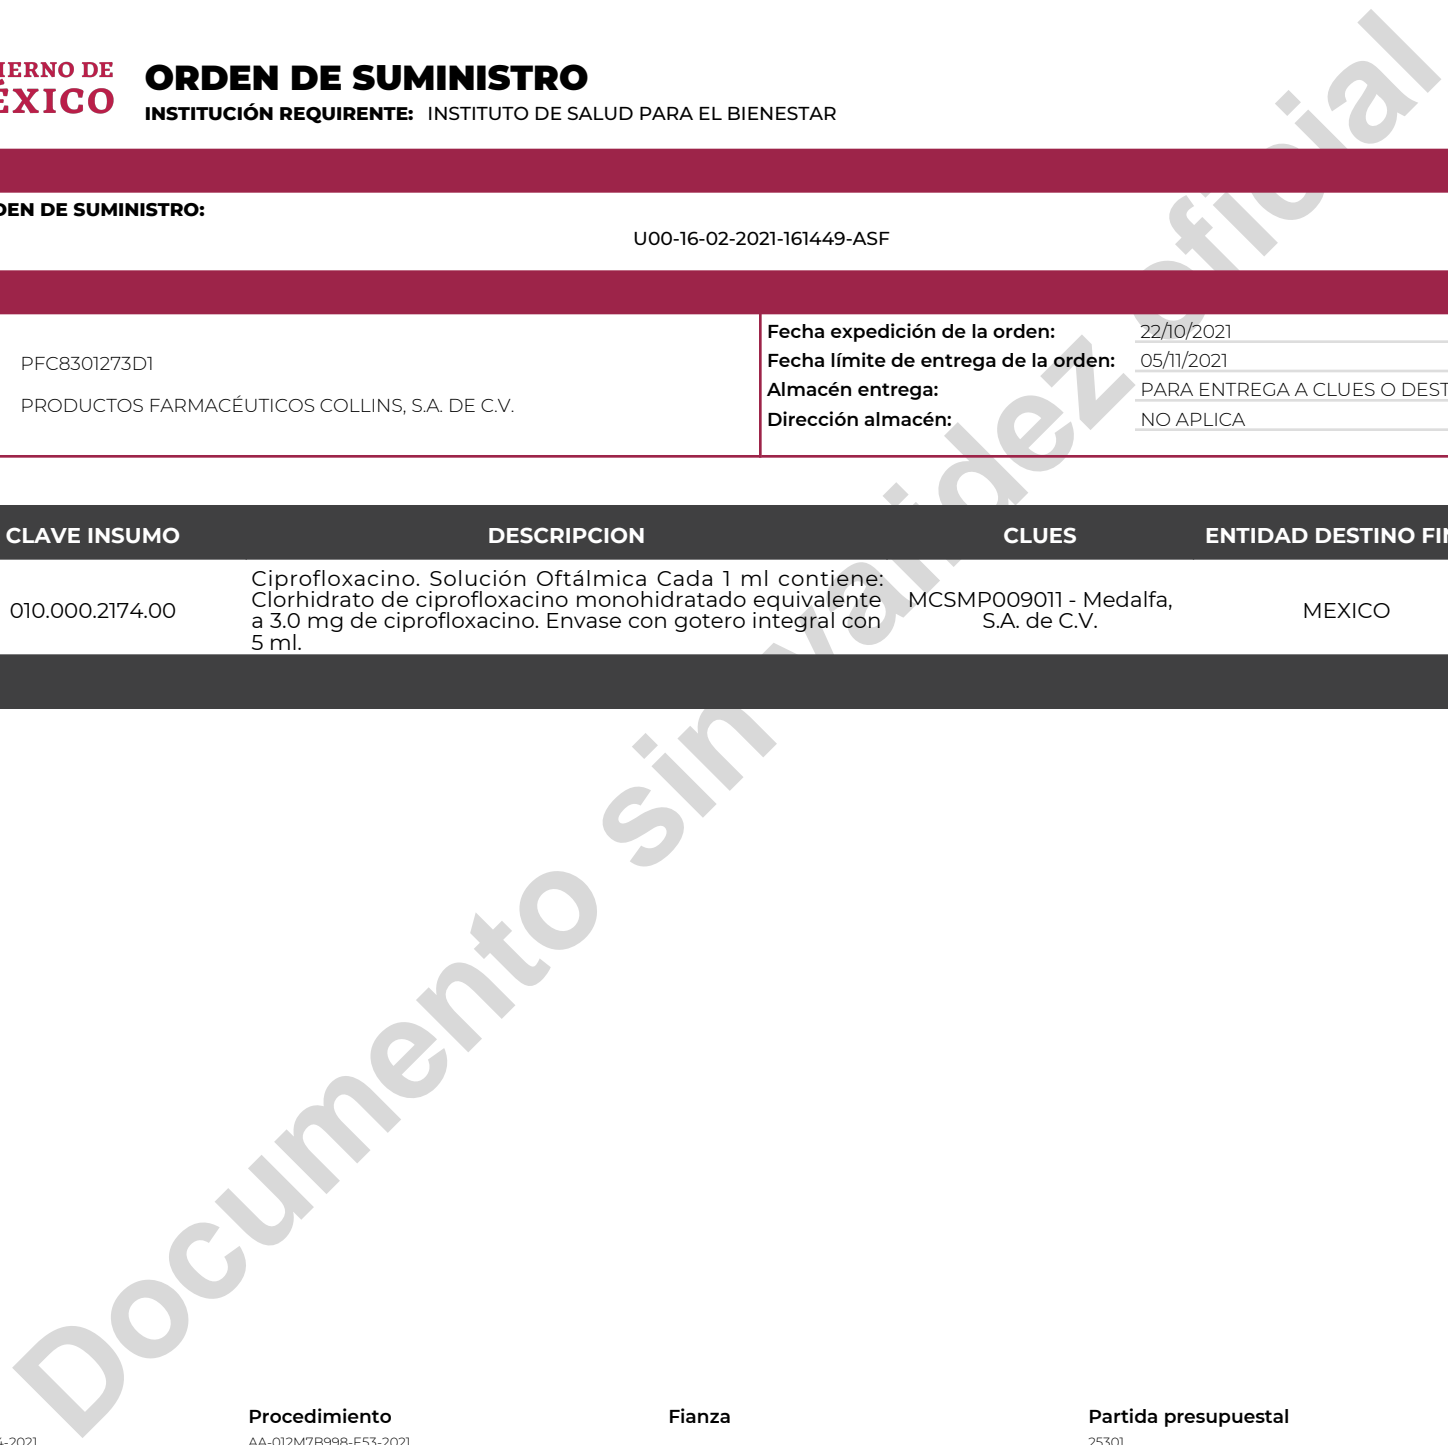 IERNO DE
ÉXICO
ORDEN DE SUMINISTRO
INSTITUCIÓN REQUIRENTE: INSTITUTO DE SALUD PARA EL BIENESTAR
DEN DE SUMINISTRO:
U00-16-02-2021-161449-ASF
PFC8301273D1
PRODUCTOS FARMACÉUTICOS COLLINS, S.A. DE C.V.
Fecha expedición de la orden: 22/10/2021
Fecha límite de entrega de la orden: 05/11/2021
Almacén entrega: PARA ENTREGA A CLUES O DEST
Dirección almacén: NO APLICA
CLAVE INSUMO DESCRIPCION CLUES ENTIDAD DESTINO FIN
010.000.2174.00
Ciprofloxacino. Solución Oftálmica Cada 1 ml contiene:
Clorhidrato de ciprofloxacino monohidratado equivalente
a 3.0 mg de ciprofloxacino. Envase con gotero integral con
5 ml.
MCSMP009011 - Medalfa,
S.A. de C.V.
MEXICO
Documento sin validez oficial
Procedimiento Fianza Partida presupuestal
4-2021 AA-012M7B998-E53-2021 25301